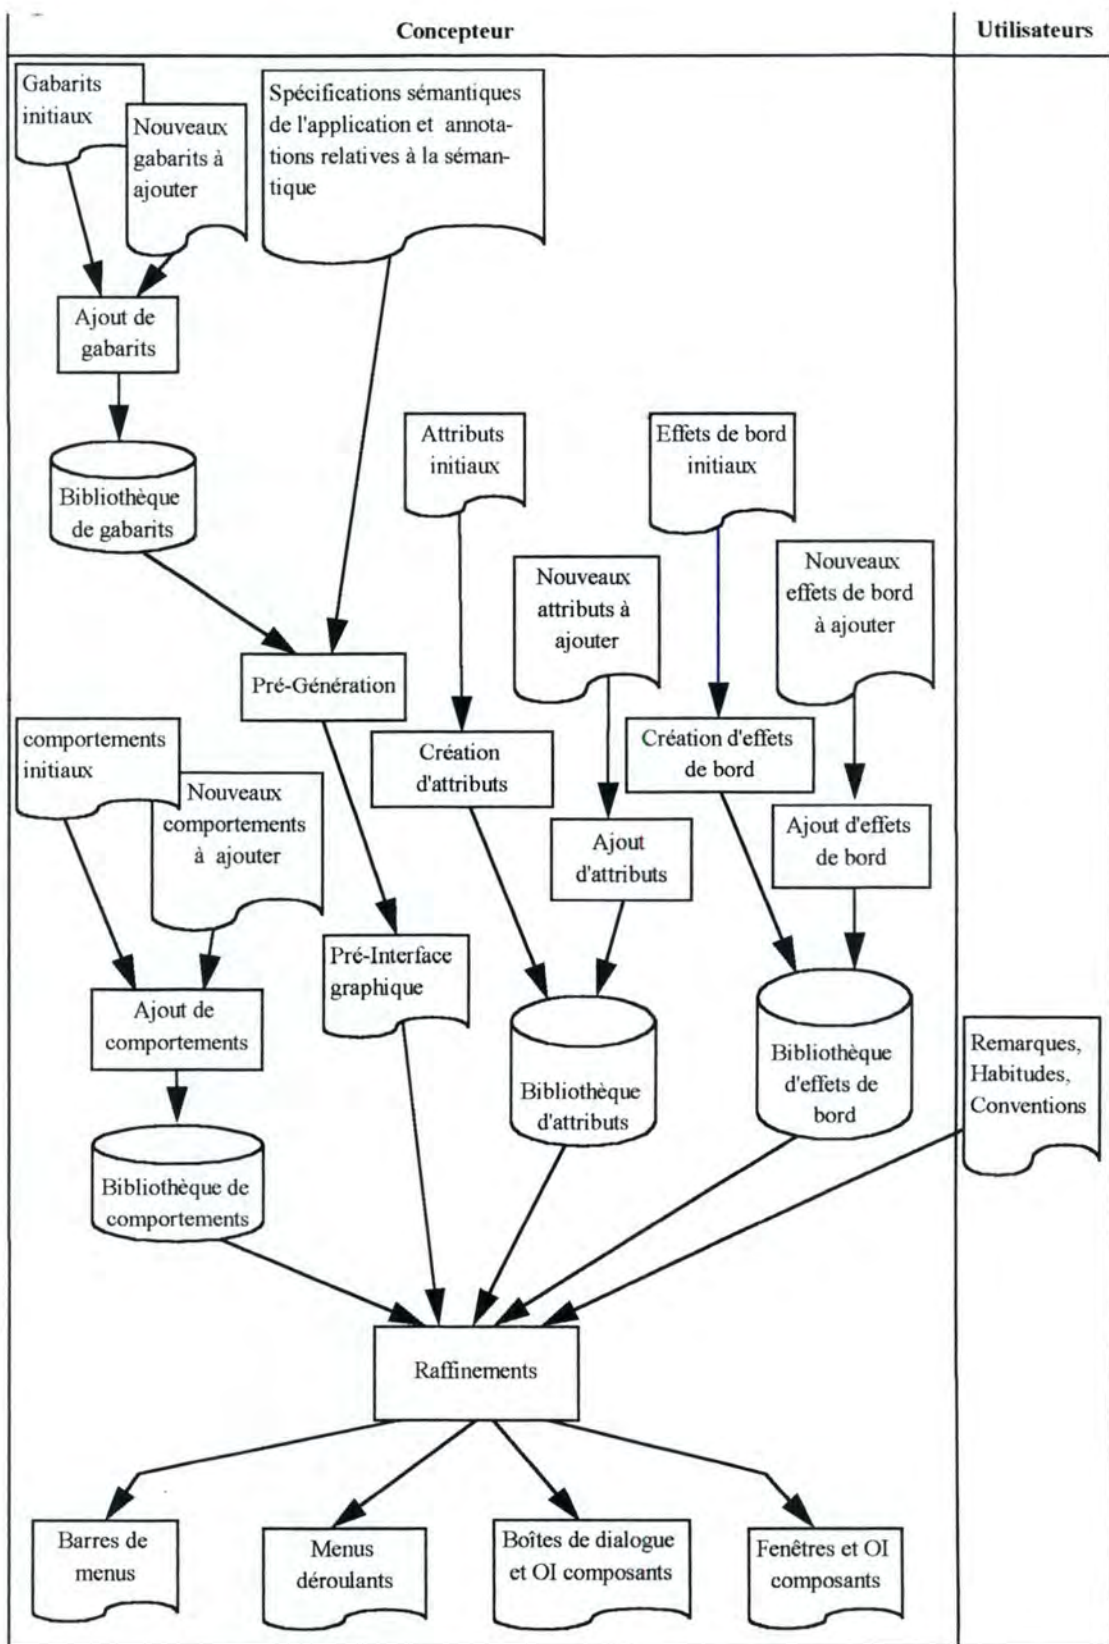 Concepteur
Utilisateurs
Gabarits
initiaux
Nouveaux
gabarits à
ajouter
Spécifications sémantiques
de l'application et annota-
tions relatives à la séman-
tique
Ajout de
gabarits
Bibliothèque
de gabarits
Attributs
initiaux
Effets de bord
initiaux
Nouveaux
attributs à
ajouter
Nouveaux
effets de bord
à ajouter
Pré-Génération
comportements
initiaux
Nouveaux
comportements
à ajouter
Création
d'attributs
Création d'effets
de bord
Ajout
d'attributs
Ajout d'effets
de bord
Pré-Interface
graphique
Ajout de
comportements
Bibliothèque
d'attributs
Bibliothèque
d'effets de
bord
Remarques,
Habitudes,
Conventions
Bibliothèque de
comportements
Raffinements
Barres de
menus
Menus
déroulants
Boîtes de dialogue
et OI composants
Fenêtres et OI
composants